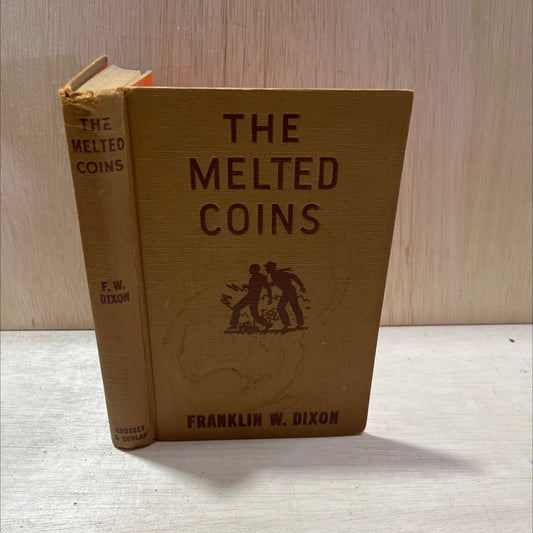 THE
MELTED
COINS
F. W.
DIXON
GROSSET
& DUNLAP
THE
MELTED
COINS
FRANKLIN W. DIXON